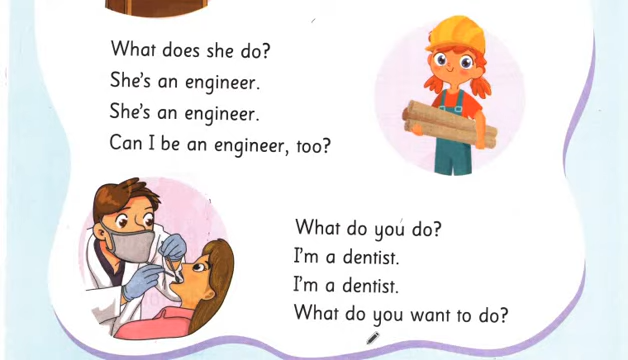 What does she do?
She's an engineer.
She's an engineer.
Can I be an engineer, too?
What do you do?
I'm a dentist.
I'm a dentist.
What do you want to do?